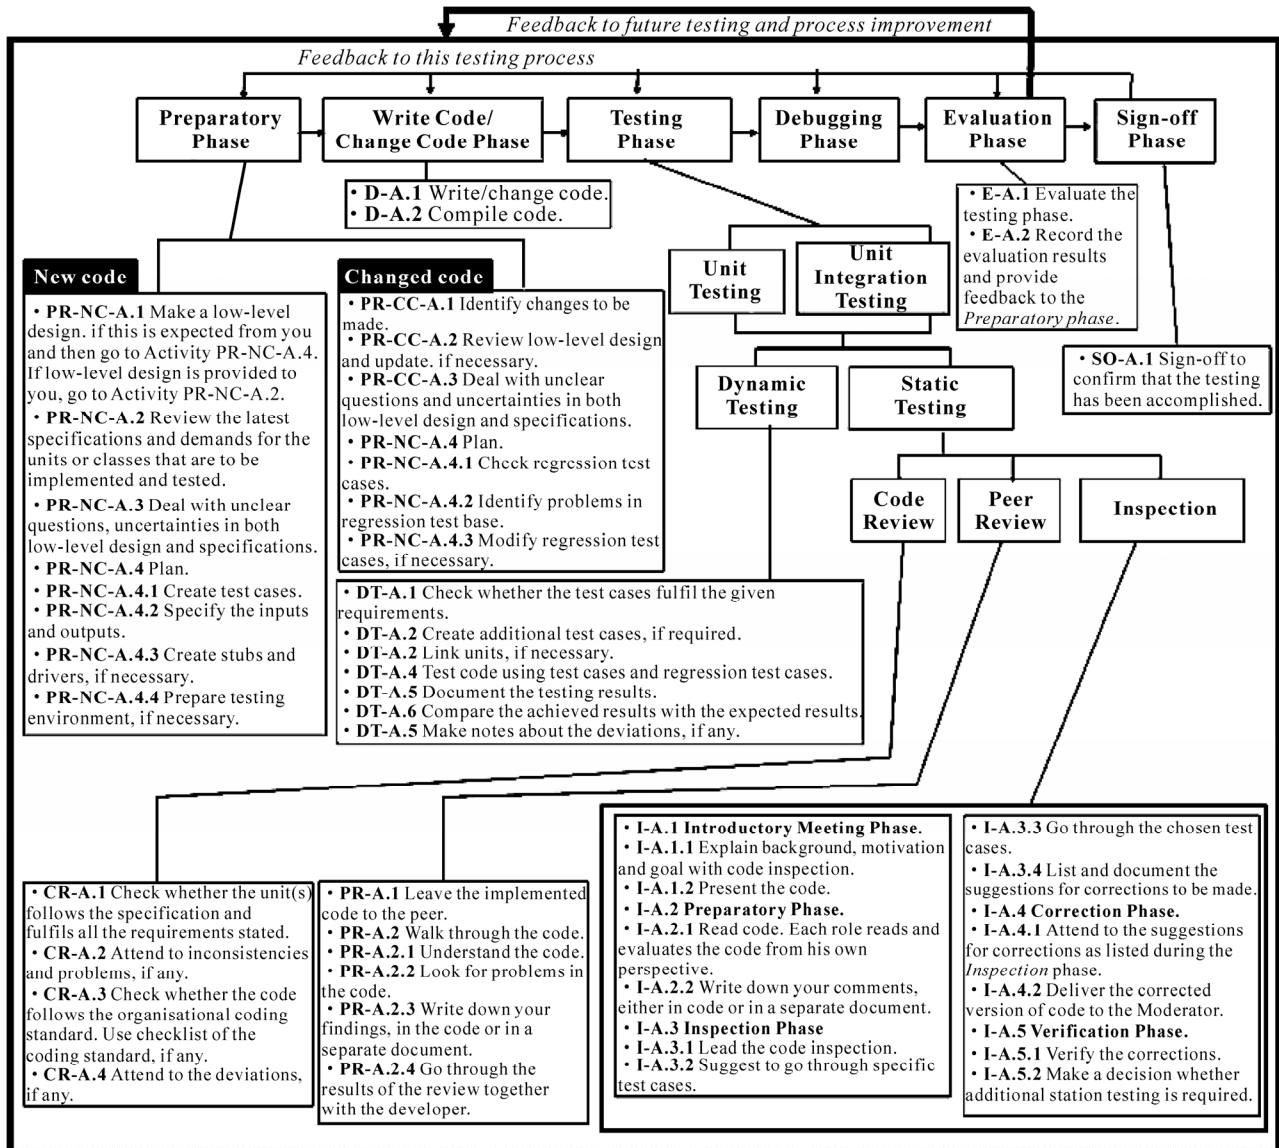 Feedback to future testing and process improvement
Feedback to this testing process
Preparatory
Phase
Write Code/
Change Code Phase
Testing
Phase
Debugging
Phase
Evaluation
Phase
Sign-off
Phase
• D-A.1 Write/change code.
• D-A.2 Compile code.
• E-A.1 Evaluate the
testing phase.
• E-A.2 Record the
evaluation results
and provide
feedback to the
Preparatory phase.
• SO-A.1 Sign-off to
confirm that the testing
has been accomplished.
Unit
Testing
Unit
Integration
Testing
Dynamic
Testing
Static
Testing
Code
Review
Peer
Review
Inspection
New code
• PR-NC-A.1 Make a low-level
design. if this is expected from you
and then go to Activity PR-NC-A.4.
If low-level design is provided to
you, go to Activity PR-NC-A.2.
• PR-NC-A.2 Review the latest
specifications and demands for the
units or classes that are to be
implemented and tested.
• PR-NC-A.3 Deal with unclear
questions, uncertainties in both
low-level design and specifications.
• PR-NC-A.4 Plan.
• PR-NC-A.4.1 Create test cases.
• PR-NC-A.4.2 Specify the inputs
and outputs.
• PR-NC-A.4.3 Create stubs and
drivers, if necessary.
• PR-NC-A.4.4 Prepare testing
environment, if necessary.
Changed code
• PR-CC-A.1 Identify changes to be
made.
• PR-CC-A.2 Review low-level design
and update. if necessary.
• PR-CC-A.3 Deal with unclear
questions and uncertainties in both
low-level design and specifications.
• PR-NC-A.4 Plan.
• PR-NC-A.4.1 Check regression test
cases.
• PR-NC-A.4.2 Identify problems in
regression test base.
• PR-NC-A.4.3 Modify regression test
cases, if necessary.
• DT-A.1 Check whether the test cases fulfil the given
requirements.
• DT-A.2 Create additional test cases, if required.
• DT-A.2 Link units, if necessary.
• DT-A.4 Test code using test cases and regression test cases.
• DT-A.5 Document the testing results.
• DT-A.6 Compare the achieved results with the expected results.
• DT-A.5 Make notes about the deviations, if any.
• CR-A.1 Check whether the unit(s)
follows the specification and
fulfils all the requirements stated.
• CR-A.2 Attend to inconsistencies
and problems, if any.
• CR-A.3 Check whether the code
follows the organisational coding
standard. Use checklist of the
coding standard, if any.
• CR-A.4 Attend to the deviations,
if any.
• PR-A.1 Leave the implemented
code to the peer.
• PR-A.2 Walk through the code.
• PR-A.2.1 Understand the code.
• PR-A.2.2 Look for problems in
the code.
• PR-A.2.3 Write down your
findings, in the code or in a
separate document.
• PR-A.2.4 Go through the
results of the review together
with the developer.
• I-A.1 Introductory Meeting Phase.
• I-A.1.1 Explain background, motivation
and goal with code inspection.
• I-A.1.2 Present the code.
• I-A.2 Preparatory Phase.
• I-A.2.1 Read code. Each role reads and
evaluates the code from his own
perspective.
• I-A.2.2 Write down your comments,
either in code or in a separate document.
• I-A.3 Inspection Phase
• I-A.3.1 Lead the code inspection.
• I-A.3.2 Suggest to go through specific
test cases.
• I-A.3.3 Go through the chosen test
cases.
• I-A.3.4 List and document the
suggestions for corrections to be made.
• I-A.4 Correction Phase.
• I-A.4.1 Attend to the suggestions
for corrections as listed during the
Inspection phase.
• I-A.4.2 Deliver the corrected
version of code to the Moderator.
• I-A.5 Verification Phase.
• I-A.5.1 Verify the corrections.
• I-A.5.2 Make a decision whether
additional station testing is required.